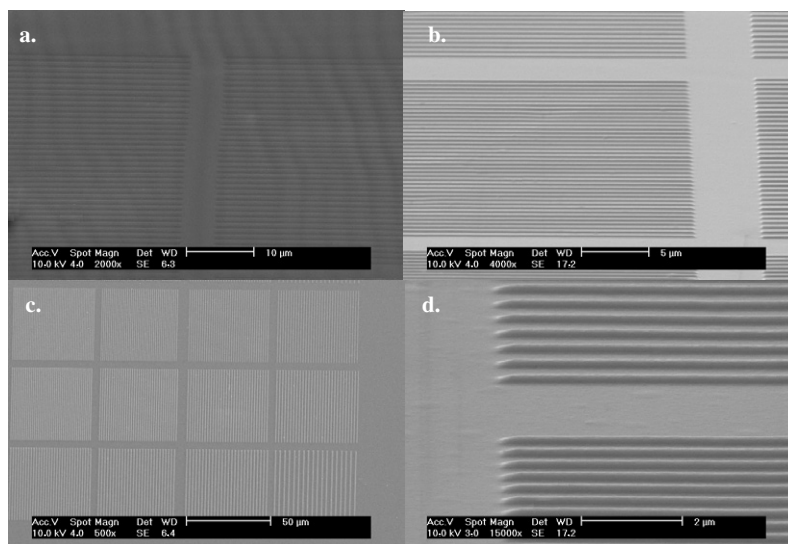 a.
Acc.V Spot Magn Det WD 10 µm
10.0 kV 4.0 2000x SE 6.3
b.
Acc.V Spot Magn Det WD 5 µm
10.0 kV 4.0 4000x SE 17.2
c.
Acc.V Spot Magn Det WD 50 µm
10.0 kV 4.0 500x SE 6.4
d.
Acc.V Spot Magn Det WD 2 µm
10.0 kV 3.0 15000x SE 17.2